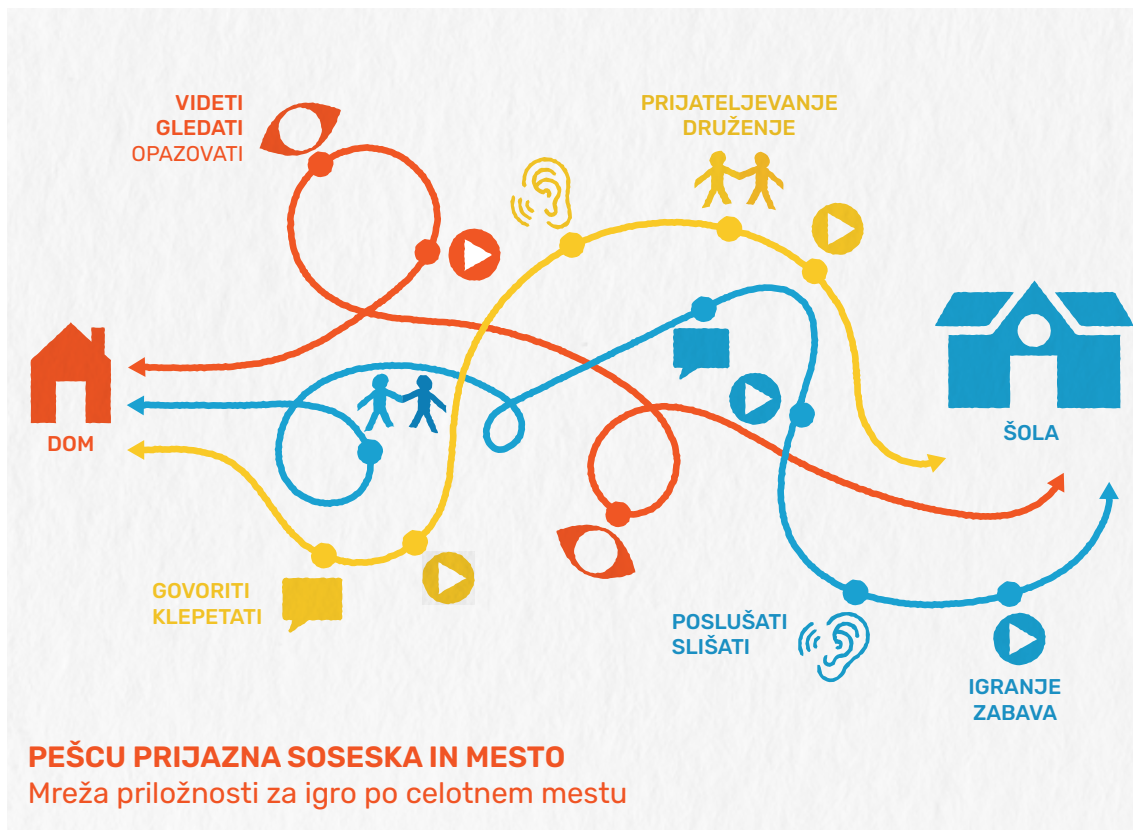 VIDETI
GLEDATI
OPAZOVATI
PRIJATELJEVANJE
DRUŽENJE
DOM
ŠOLA
GOVORITI
KLEPETATI
POSLUŠATI
SLIŠATI
IGRANJE
ZABAVA
PEŠCU PRIJAZNA SOSESKA IN MESTO
Mreža priložnosti za igro po celotnem mestu